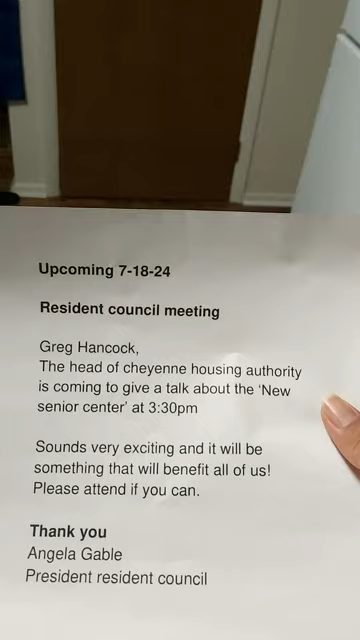 Upcoming 7-18-24
Resident council meeting
Greg Hancock,
The head of cheyenne housing authority
is coming to give a talk about the ‘New
senior center’ at 3:30pm
Sounds very exciting and it will be
something that will benefit all of us!
Please attend if you can.
Thank you
Angela Gable
President resident council